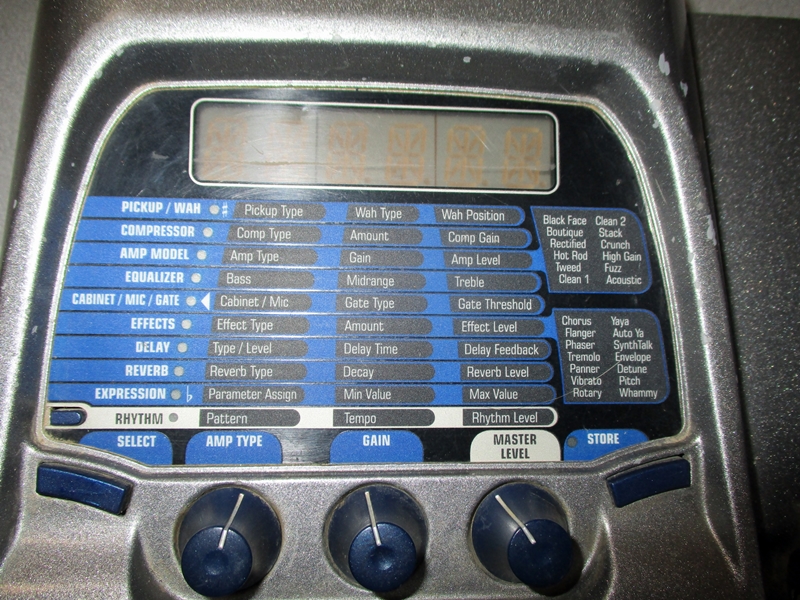 PICKUP / WAH ♯ Pickup Type Wah Type Wah Position
COMPRESSOR Comp Type Amount Comp Gain
AMP MODEL Amp Type Gain Amp Level
EQUALIZER Bass Midrange Treble
CABINET / MIC / GATE Cabinet / Mic Gate Type Gate Threshold
EFFECTS Effect Type Amount Effect Level
DELAY Type / Level Delay Time Delay Feedback
REVERB Reverb Type Decay Reverb Level
EXPRESSION ♭ Parameter Assign Min Value Max Value
RHYTHM Pattern Tempo Rhythm Level
Black Face Clean 2
Boutique Stack
Rectified Crunch
Hot Rod High Gain
Tweed Fuzz
Clean 1 Acoustic
Chorus Yaya
Flanger Auto Ya
Phaser SynthTalk
Tremolo Envelope
Panner Detune
Vibrato Pitch
Rotary Whammy
SELECT AMP TYPE GAIN MASTER LEVEL STORE